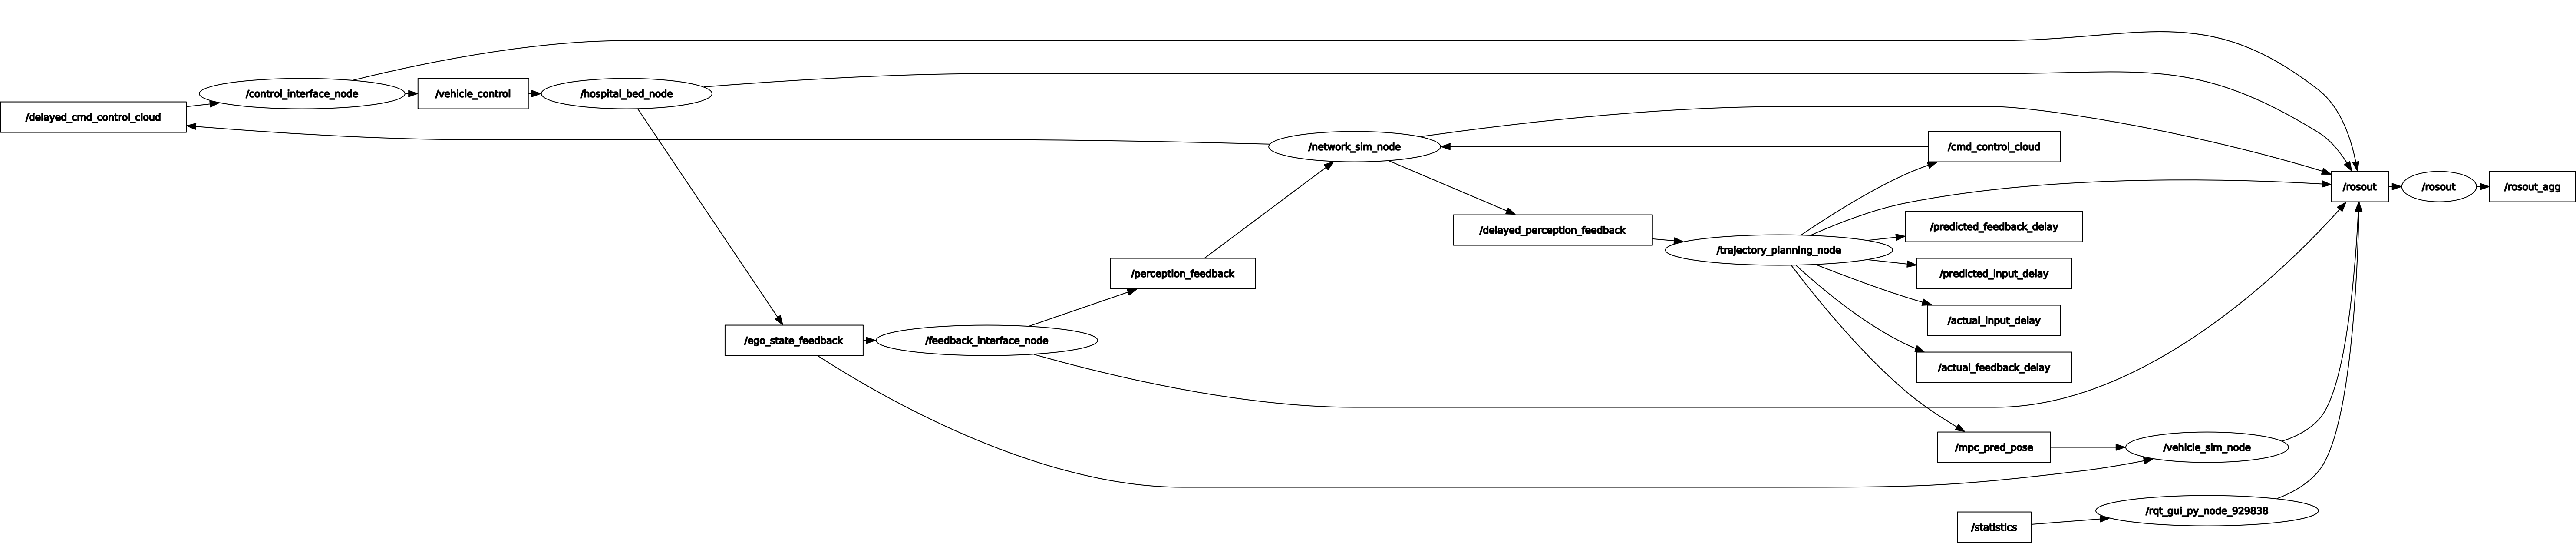 /control_interface_node
/vehicle_control
/hospital_bed_node
/delayed_cmd_control_cloud
/network_sim_node
/cmd_control_cloud
/rosout
/rosout
/rosout_agg
/delayed_perception_feedback
/predicted_feedback_delay
/trajectory_planning_node
/perception_feedback
/predicted_input_delay
/actual_input_delay
/ego_state_feedback
/feedback_interface_node
/actual_feedback_delay
/mpc_pred_pose
/vehicle_sim_node
/rqt_gui_py_node_929838
/statistics